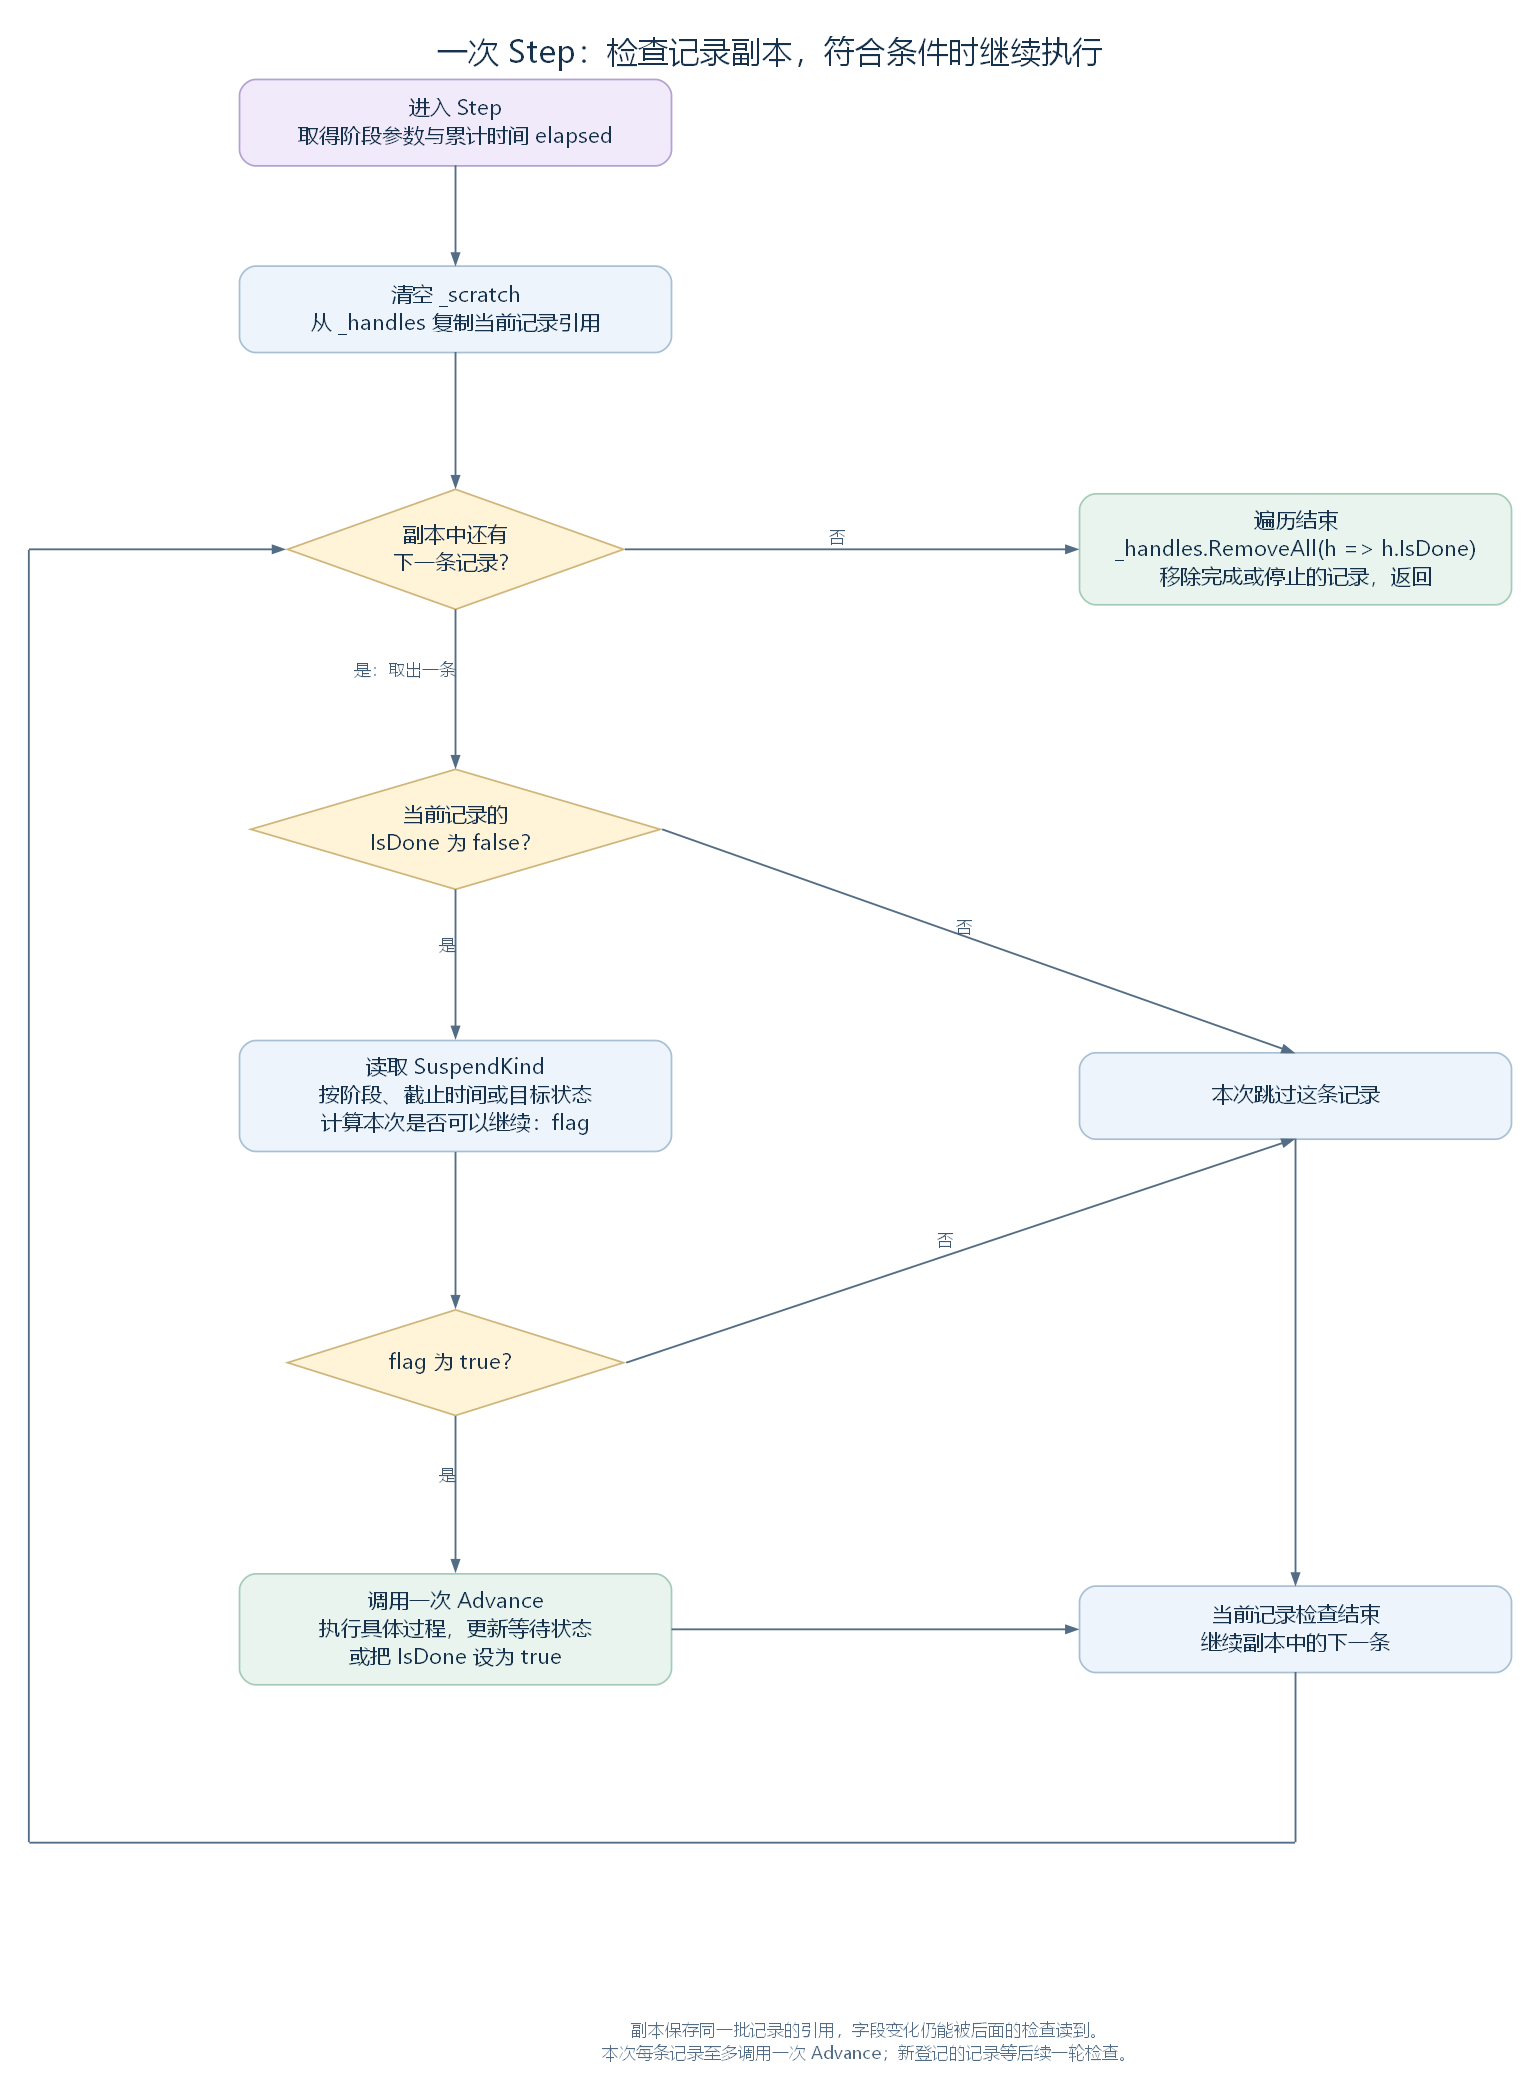 一次 Step：检查记录副本，符合条件时继续执行
进入 Step
取得阶段参数与累计时间 elapsed
清空 _scratch
从 _handles 复制当前记录引用
副本中还有
下一条记录？
否
遍历结束
_handles.RemoveAll(h => h.IsDone)
移除完成或停止的记录，返回
是：取出一条
当前记录的
IsDone 为 false？
否
是
读取 SuspendKind
按阶段、截止时间或目标状态
计算本次是否可以继续：flag
本次跳过这条记录
否
flag 为 true？
是
调用一次 Advance
执行具体过程，更新等待状态
或把 IsDone 设为 true
当前记录检查结束
继续副本中的下一条
副本保存同一批记录的引用，字段变化仍能被后面的检查读到。
本次每条记录至多调用一次 Advance；新登记的记录等后续一轮检查。